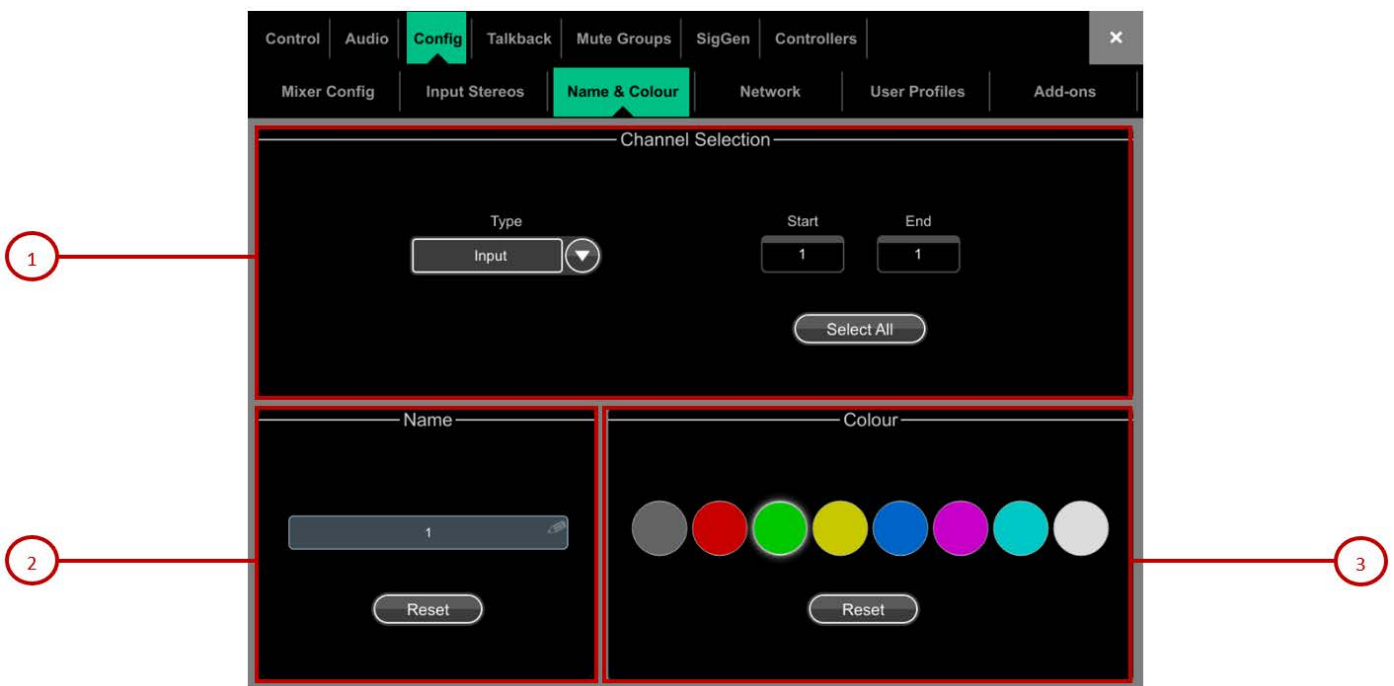 Control Audio Config Talkback Mute Groups SigGen Controllers ×
Mixer Config Input Stereos Name & Colour Network User Profiles Add-ons
Channel Selection
Type Start End
1 Input 1 1
Select All
Name Colour
1
2 3
Reset Reset